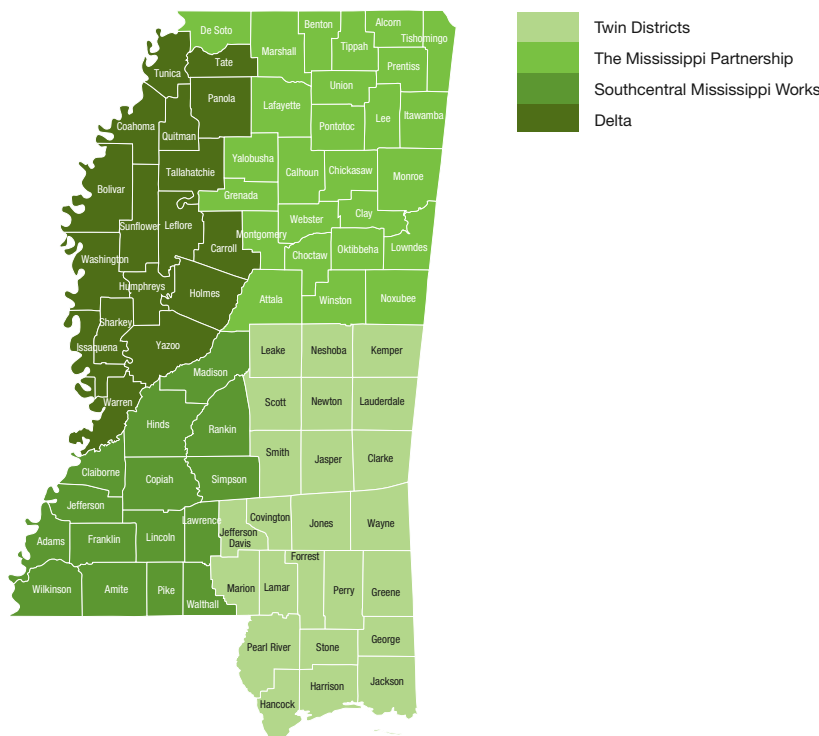 De Soto
Benton
Alcorn
Tippah
Tishomingo
Marshall
Tate
Tunica
Prentiss
Union
Panola
Lafayette
Lee
Itawamba
Coahoma
Quitman
Pontotoc
Yalobusha
Tallahatchie
Calhoun
Chickasaw
Monroe
Bolivar
Grenada
Sunflower
Leflore
Webster
Clay
Montgomery
Carroll
Lowndes
Choctaw
Oktibbeha
Washington
Humphreys
Holmes
Attala
Winston
Noxubee
Sharkey
Issaquena
Yazoo
Leake
Neshoba
Kemper
Madison
Warren
Scott
Newton
Lauderdale
Hinds
Rankin
Smith
Jasper
Clarke
Claiborne
Copiah
Simpson
Jefferson
Lawrence
Covington
Jones
Wayne
Adams
Franklin
Lincoln
Jefferson
Davis
Forrest
Wilkinson
Amite
Pike
Walthall
Marion
Lamar
Perry
Greene
Pearl River
Stone
George
Harrison
Jackson
Hancock
Twin Districts
The Mississippi Partnership
Southcentral Mississippi Works
Delta